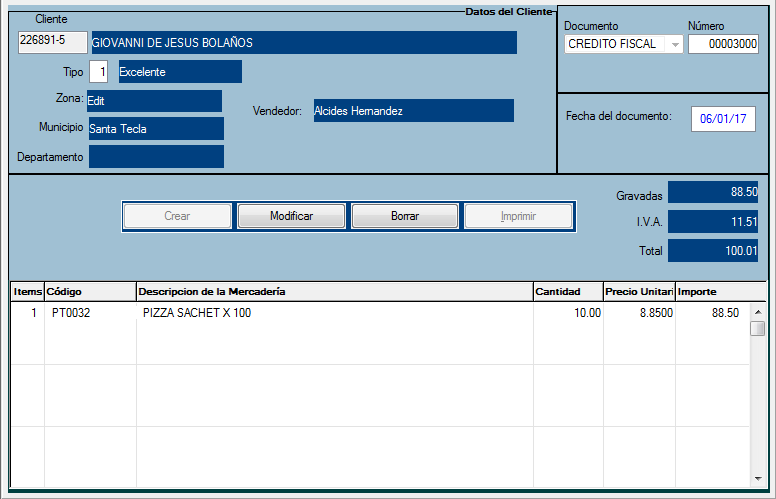 Datos del Cliente
Cliente
226891-5 GIOVANNI DE JESUS BOLAÑOS
Tipo 1 Excelente
Zona: Edit
Municipio Santa Tecla
Departamento
Vendedor: Alcides Hernandez
Documento Número
CREDITO FISCAL 00003000
Fecha del documento: 06/01/17
Crear Modificar Borrar Imprimir
Gravadas 88.50
I.V.A. 11.51
Total 100.01
Items Código Descripcion de la Mercadería Cantidad Precio Unitari Importe
1 PT0032 PIZZA SACHET X 100 10.00 8.8500 88.50